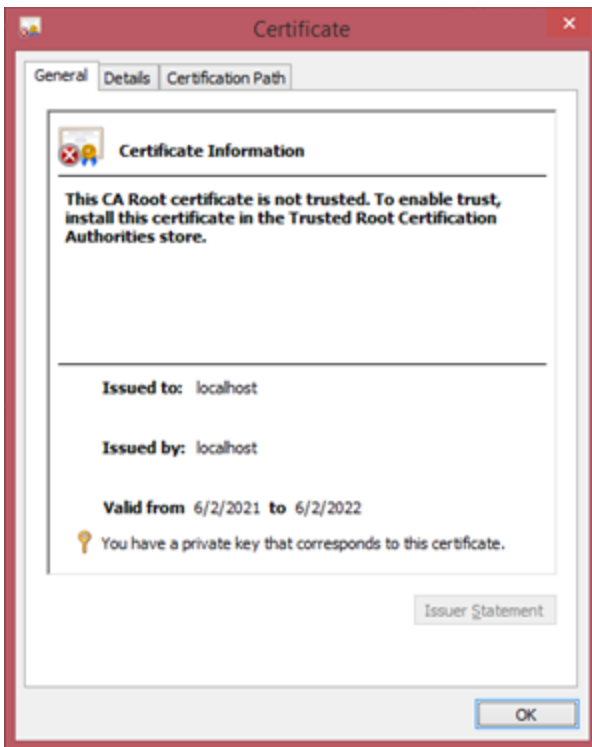 Certificate
General Details Certification Path
Certificate Information
This CA Root certificate is not trusted. To enable trust,
install this certificate in the Trusted Root Certification
Authorities store.
Issued to: localhost
Issued by: localhost
Valid from 6/2/2021 to 6/2/2022
You have a private key that corresponds to this certificate.
Issuer Statement
OK